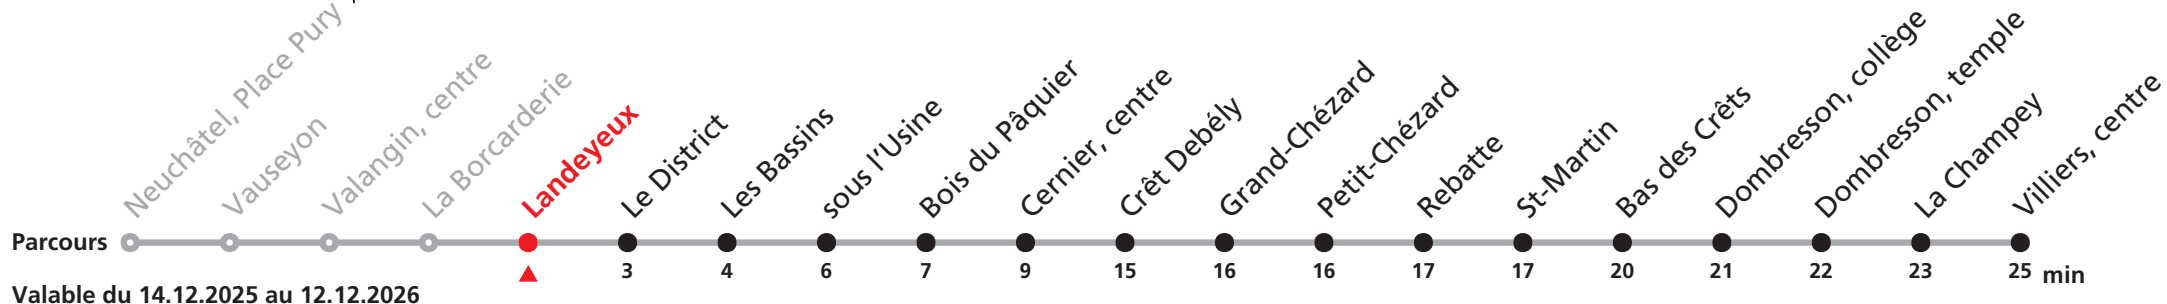 Neuchâtel, Place Pury
Vauseyon
Valangin, centre
La Borcarderie
Landeyeux
Le District
Les Bassins
sous l'Usine
Bois du Pâquier
Cernier, centre
Crêt Debély
Grand-Chézard
Petit-Chézard
Rebatte
St-Martin
Bas des Crêts
Dombresson, collège
Dombresson, temple
La Champey
Villiers, centre
Parcours
3 4 6 7 9 15 16 16 17 17 20 21 22 23 25 min
Valable du 14.12.2025 au 12.12.2026